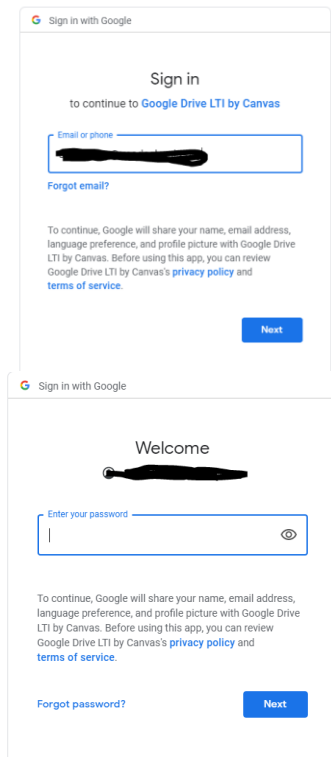 Sign in with Google
Sign in
to continue to Google Drive LTI by Canvas
Email or phone
Forgot email?
To continue, Google will share your name, email address,
language preference, and profile picture with Google Drive
LTI by Canvas. Before using this app, you can review
Google Drive LTI by Canvas's privacy policy and
terms of service.
Next
Sign in with Google
Welcome
Enter your password
To continue, Google will share your name, email address,
language preference, and profile picture with Google Drive
LTI by Canvas. Before using this app, you can review
Google Drive LTI by Canvas's privacy policy and
terms of service.
Forgot password?
Next